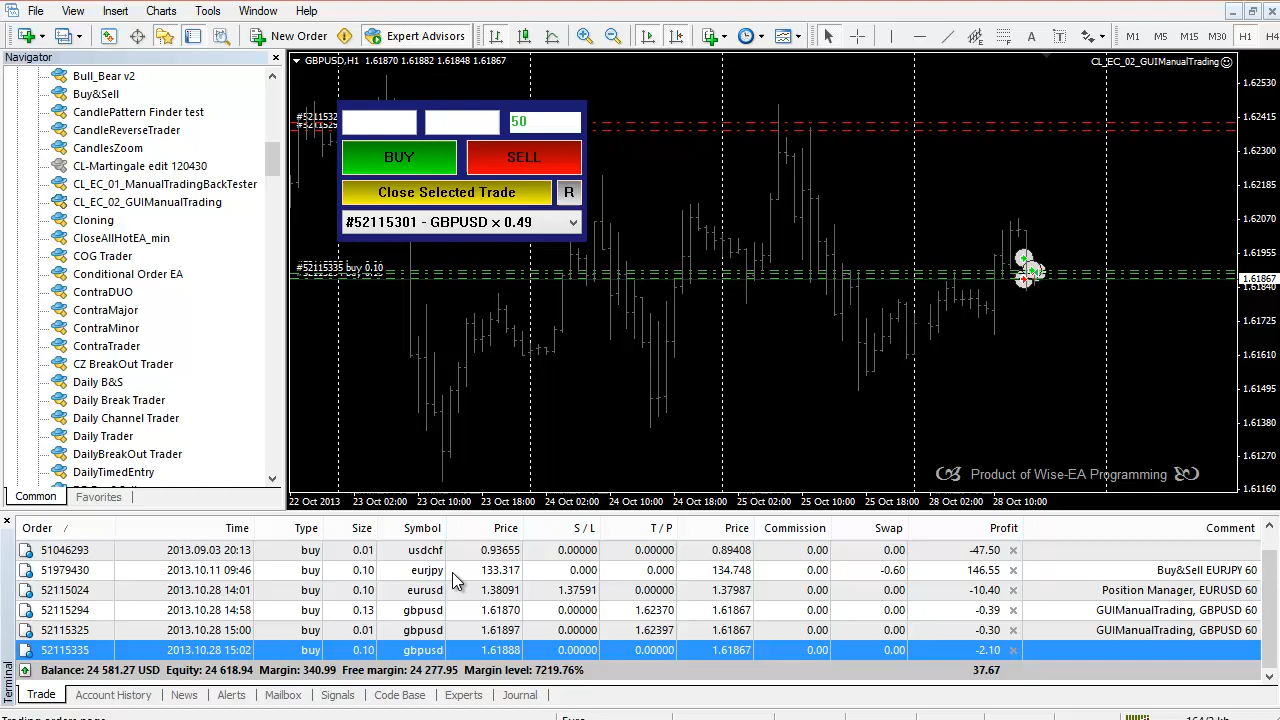 File View Insert Charts Tools Window Help
New Order Expert Advisors A M1 M5 M15 M30 H1 H4
Navigator
Bull_Bear v2
Buy&Sell
CandlePattern Finder test
CandleReverseTrader
CandlesZoom
CL-Martingale edit 120430
CL_EC_01_ManualTradingBackTester
CL_EC_02_GUIManualTrading
Cloning
CloseAllHotEA_min
COG Trader
Conditional Order EA
ContraDUO
ContraMajor
ContraMinor
ContraTrader
CZ BreakOut Trader
Daily B&S
Daily Break Trader
Daily Channel Trader
Daily Trader
DailyBreakOut Trader
DailyTimedEntry
Common Favorites
GBPUSD,H1 1.61870 1.61882 1.61848 1.61867
CL_EC_02_GUIManualTrading
50
BUY SELL
Close Selected Trade R
#52115301 - GBPUSD x 0.49
#52115335 buy 0.10
1.62530
1.62415
1.62300
1.62185
1.62070
1.61955
1.61867
1.61840
1.61725
1.61610
1.61495
1.61385
1.61270
1.61160
Product of Wise-EA Programming
22 Oct 2013 23 Oct 02:00 23 Oct 10:00 23 Oct 18:00 24 Oct 02:00 24 Oct 10:00 24 Oct 18:00 25 Oct 02:00 25 Oct 10:00 25 Oct 18:00 28 Oct 02:00 28 Oct 10:00
Order / Time Type Size Symbol Price S / L T / P Price Commission Swap Profit Comment
51046293 2013.09.03 20:13 buy 0.01 usdchf 0.93655 0.00000 0.00000 0.89408 0.00 0.00 -47.50
51979430 2013.10.11 09:46 buy 0.10 eurjpy 133.317 0.000 0.000 134.748 0.00 -0.60 146.55 Buy&Sell EURJPY 60
52115024 2013.10.28 14:01 buy 0.10 eurusd 1.38091 1.37591 0.00000 1.37987 0.00 0.00 -10.40 Position Manager, EURUSD 60
52115294 2013.10.28 14:58 buy 0.13 gbpusd 1.61870 0.00000 1.62370 1.61867 0.00 0.00 -0.39 GUIManualTrading, GBPUSD 60
52115325 2013.10.28 15:00 buy 0.01 gbpusd 1.61897 0.00000 1.62397 1.61867 0.00 0.00 -0.30 GUIManualTrading, GBPUSD 60
52115335 2013.10.28 15:02 buy 0.10 gbpusd 1.61888 0.00000 0.00000 1.61867 0.00 0.00 -2.10
Balance: 24 581.27 USD Equity: 24 618.94 Margin: 340.99 Free margin: 24 277.95 Margin level: 7219.76% 37.67
Terminal
Trade Account History News Alerts Mailbox Signals Code Base Experts Journal